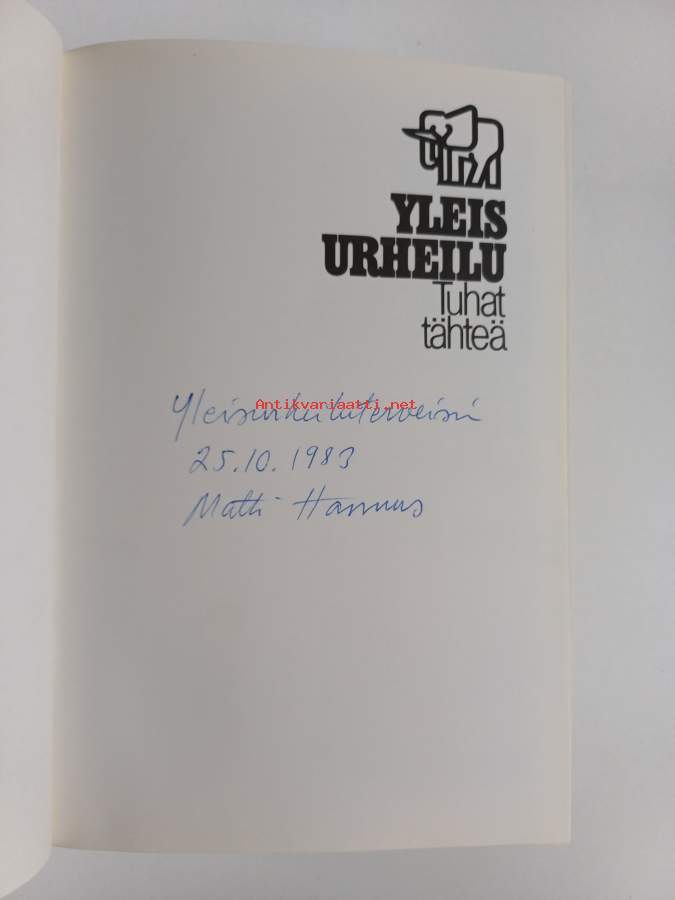 YLEIS
URHEILU
Tuhat
tähteä
Yleisurheiluterveisin
Antikvariaatti.net
25.10.1983
Matti Hannus